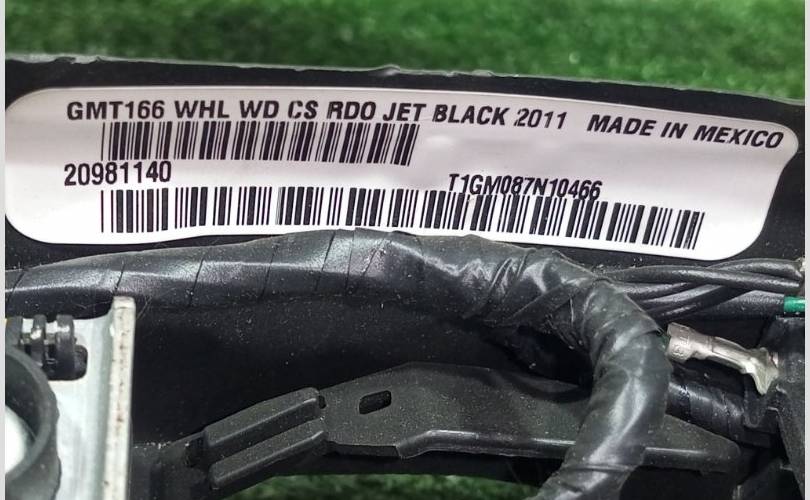 GMT166 WHL WD CS RDO JET BLACK 2011 MADE IN MEXICO
20981140 T1GM087N10466